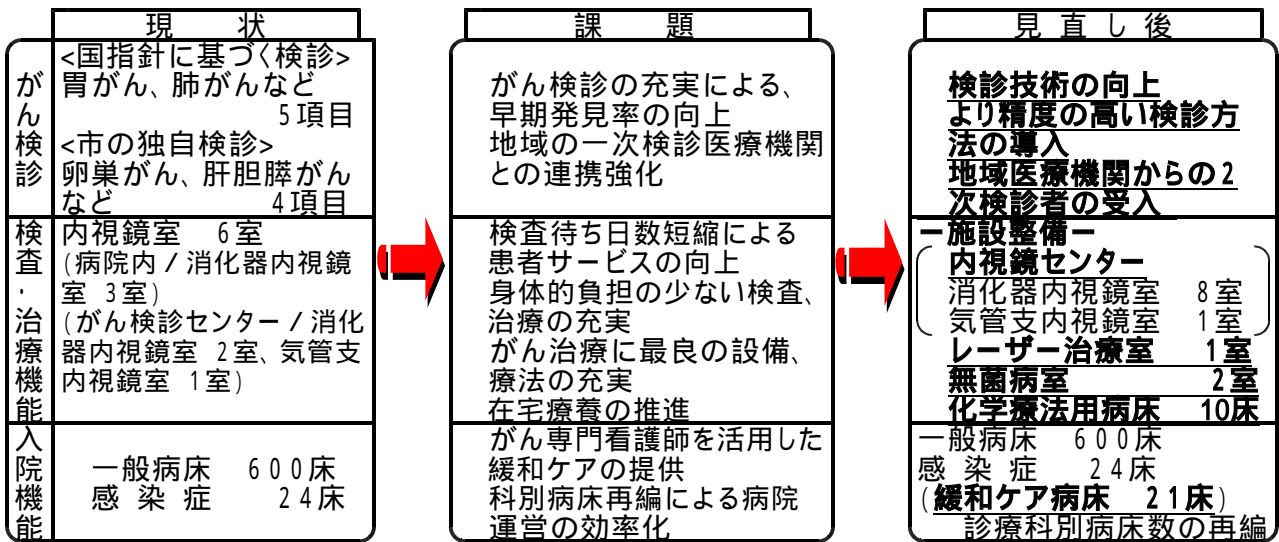 現　状
がん検診
<国指針に基づく検診>
胃がん、肺がんなど
5項目
<市の独自検診>
卵巣がん、肝胆膵がん
など　4項目
検査・治療機能
内視鏡室　6室
(病院内/消化器内視鏡
室 3室)
(がん検診センター/消化
器内視鏡室 2室、気管支
内視鏡室 1室)
入院機能
一般病床　600床
感 染 症　24床
課　題
がん検診の充実による、
早期発見率の向上
地域の一次検診医療機関
との連携強化
検査待ち日数短縮による
患者サービスの向上
身体的負担の少ない検査、
治療の充実
がん治療に最良の設備、
療法の充実
在宅療養の推進
がん専門看護師を活用した
緩和ケアの提供
科別病床再編による病院
運営の効率化
見 直 し 後
検診技術の向上
より精度の高い検診方
法の導入
地域医療機関からの2
次検診者の受入
ー施設整備ー
内視鏡センター
消化器内視鏡室　8室
気管支内視鏡室　1室
レーザー治療室　1室
無菌病室　2室
化学療法用病床　10床
一般病床　600床
感 染 症　24床
(緩和ケア病床　21床)
診療科別病床数の再編